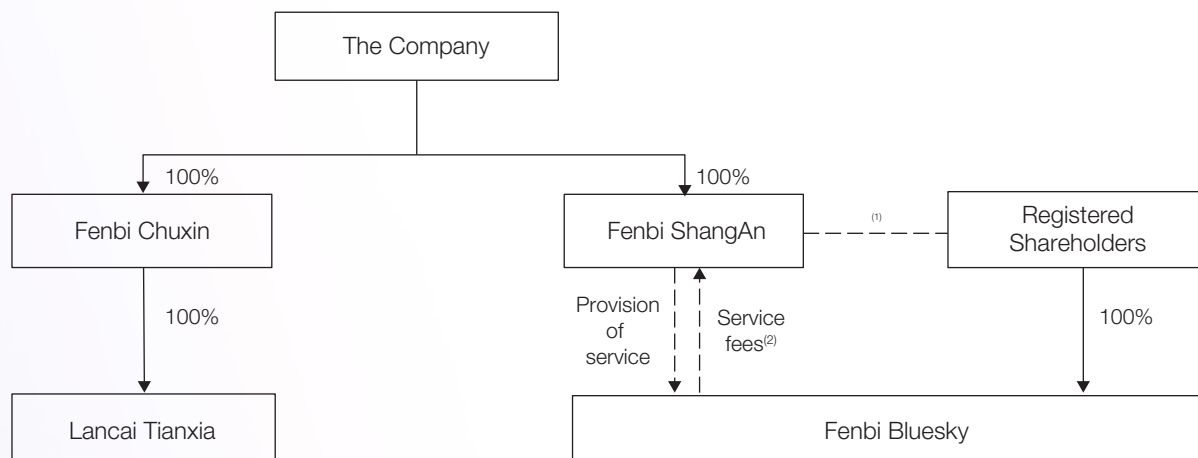 The Company
100%
100%
Fenbi Chuxin
Fenbi ShangAn
(1)
Registered
Shareholders
100%
Provision
of
service
Service
fees(2)
100%
Lancai Tianxia
Fenbi Bluesky